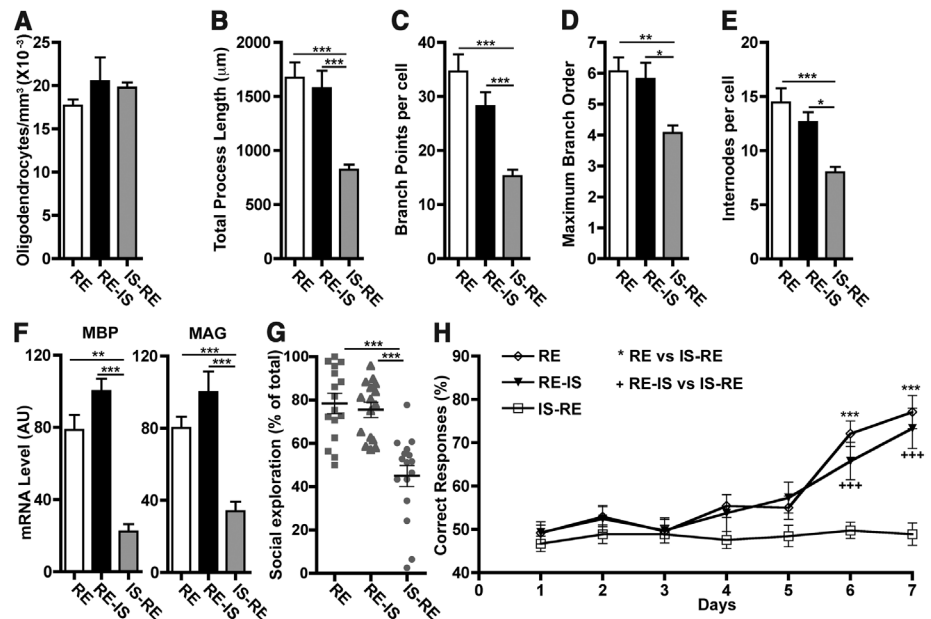 A
Oligodendrocytes/mm³ (X10⁻³)
25
20
15
10
5
0
RE
RE-IS
IS-RE
B
Total Process Length (μm)
2000
1500
1000
500
0
***
***
RE
RE-IS
IS-RE
C
Branch Points per cell
40
30
20
10
0
***
***
RE
RE-IS
IS-RE
D
Maximum Branch Order
7
6
5
4
3
2
1
0
**
*
RE
RE-IS
IS-RE
E
Internodes per cell
20
15
10
5
0
***
*
RE
RE-IS
IS-RE
F
mRNA Level (AU)
MBP
120
80
40
0
**
***
RE
RE-IS
IS-RE
MAG
120
80
40
0
***
***
RE
RE-IS
IS-RE
G
Social exploration (% of total)
100
80
60
40
20
0
***
***
RE
RE-IS
IS-RE
H
Correct Responses (%)
90
80
70
60
50
40
RE
RE-IS
IS-RE
* RE vs IS-RE
+ RE-IS vs IS-RE
***
***
+++
+++
0 1 2 3 4 5 6 7
Days